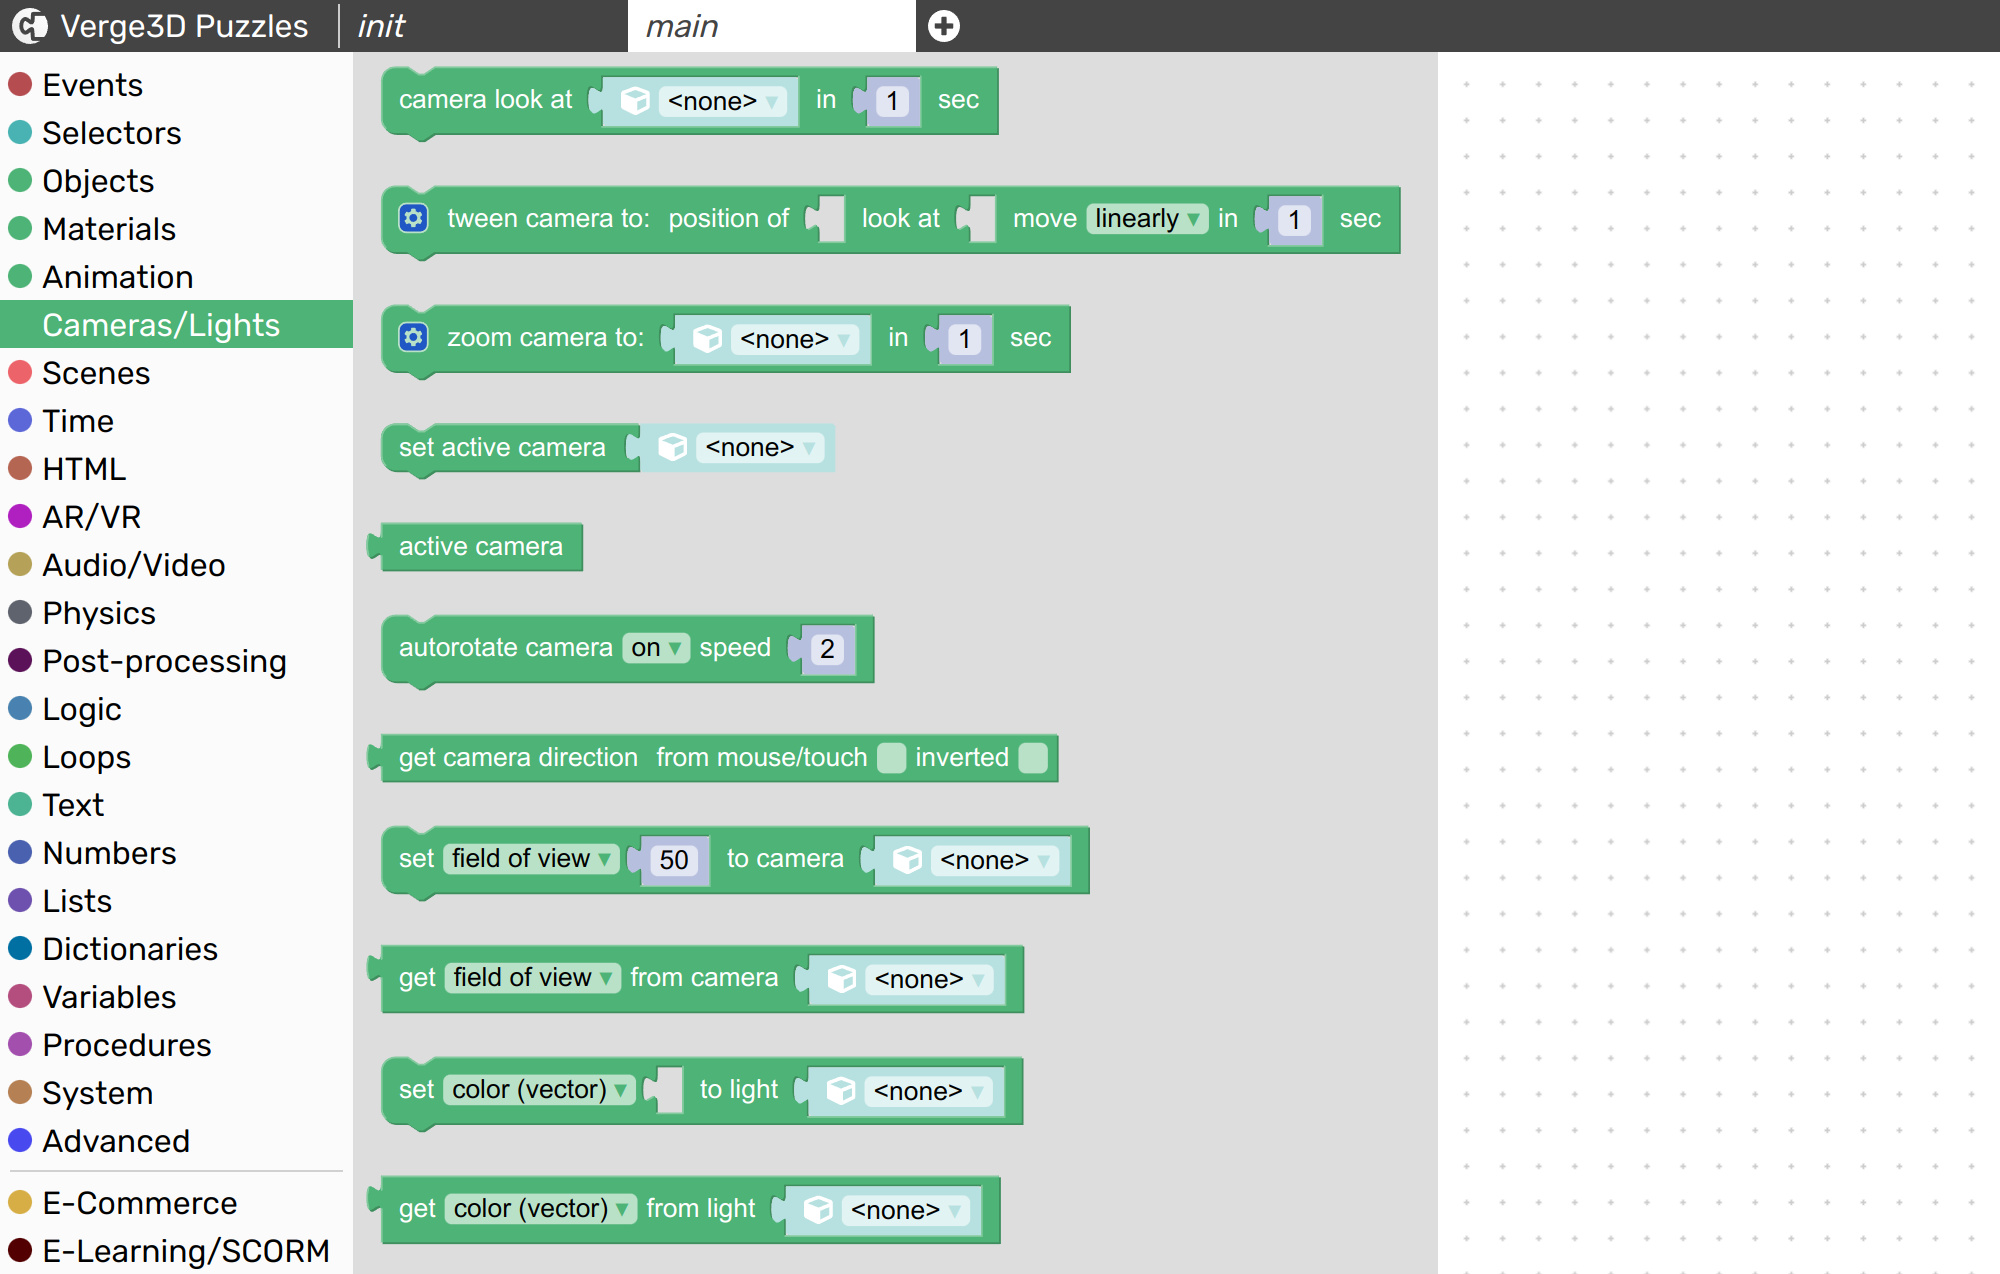 Verge3D Puzzles
init
main
Events
Selectors
Objects
Materials
Animation
Cameras/Lights
Scenes
Time
HTML
AR/VR
Audio/Video
Physics
Post-processing
Logic
Loops
Text
Numbers
Lists
Dictionaries
Variables
Procedures
System
Advanced
E-Commerce
E-Learning/SCORM
camera look at <none> in 1 sec
tween camera to: position of look at move linearly in 1 sec
zoom camera to: <none> in 1 sec
set active camera <none>
active camera
autorotate camera on speed 2
get camera direction from mouse/touch inverted
set field of view 50 to camera <none>
get field of view from camera <none>
set color (vector) to light <none>
get color (vector) from light <none>